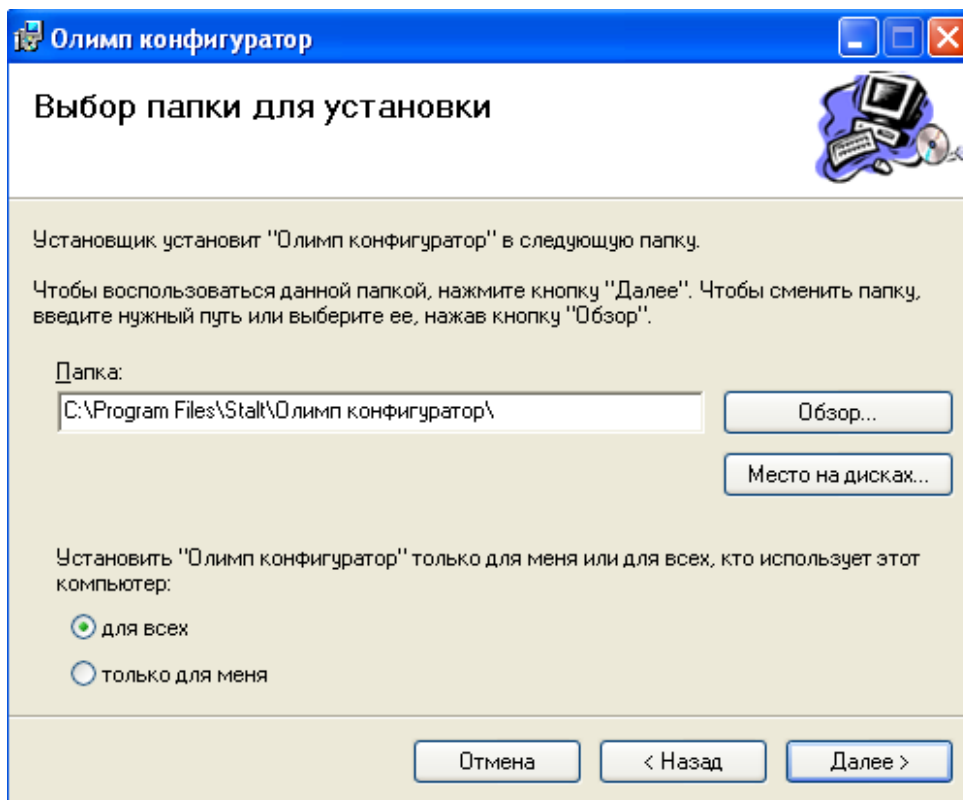 Олимп конфигуратор
Выбор папки для установки
Установщик установит "Олимп конфигуратор" в следующую папку.
Чтобы воспользоваться данной папкой, нажмите кнопку "Далее". Чтобы сменить папку,
введите нужный путь или выберите ее, нажав кнопку "Обзор".
Папка:
C:\Program Files\Stalt\Олимп конфигуратор\
Обзор...
Место на дисках...
Установить "Олимп конфигуратор" только для меня или для всех, кто использует этот
компьютер:
для всех
только для меня
Отмена
< Назад
Далее >